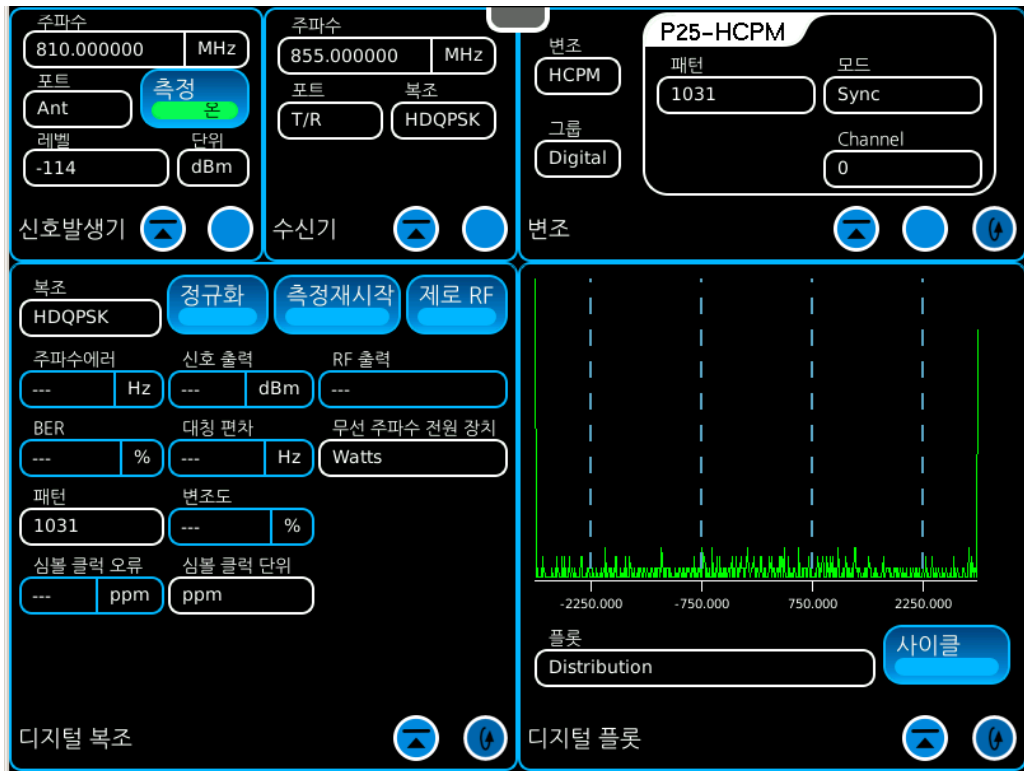 주파수
810.000000 MHz
포트
Ant
측정
온
레벨
단위
-114
dBm
신호발생기
주파수
855.000000 MHz
포트
복조
T/R
HDQPSK
수신기
변조
HCPM
그룹
Digital
P25-HCPM
패턴
모드
1031
Sync
Channel
0
변조
복조
HDQPSK
정규화
측정재시작
제로 RF
주파수에러
신호 출력
RF 출력
--- Hz
--- dBm
---
BER
대칭 편차
무선 주파수 전원 장치
--- %
--- Hz
Watts
패턴
변조도
1031
--- %
심볼 클럭 오류
심볼 클럭 단위
--- ppm
ppm
디지털 복조
-2250.000
-750.000
750.000
2250.000
플롯
Distribution
사이클
디지털 플롯